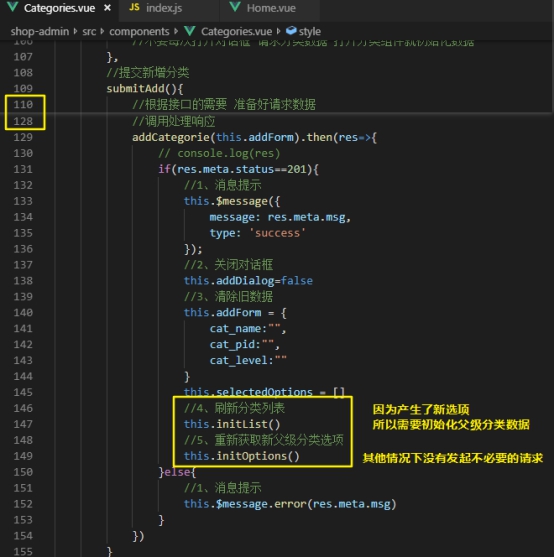 Categories.vue × JS index.js Home.vue
shop-admin > src > components > Categories.vue > style
106 //不要每次打开对话框 请求分类数据 打开分类组件就初始化数据
107 },
108 //提交新增分类
109 submitAdd(){
110 //根据接口的需要 准备好请求数据
128 //调用处理响应
129 addCategorie(this.addForm).then(res=>{
130 // console.log(res)
131 if(res.meta.status==201){
132 //1、消息提示
133 this.$message({
134 message: res.meta.msg,
135 type: 'success'
136 });
137 //2、关闭对话框
138 this.addDialog=false
139 //3、清除旧数据
140 this.addForm = {
141 cat_name:"",
142 cat_pid:"",
143 cat_level:""
144 }
145 this.selectedOptions = []
146 //4、刷新分类列表
147 this.initList()
148 //5、重新获取新父级分类选项
149 this.initOptions()
因为产生了新选项
所以需要初始化父级分类数据
其他情况下没有发起不必要的请求
150 }else{
151 //1、消息提示
152 this.$message.error(res.meta.msg)
153 }
154 })
155 }